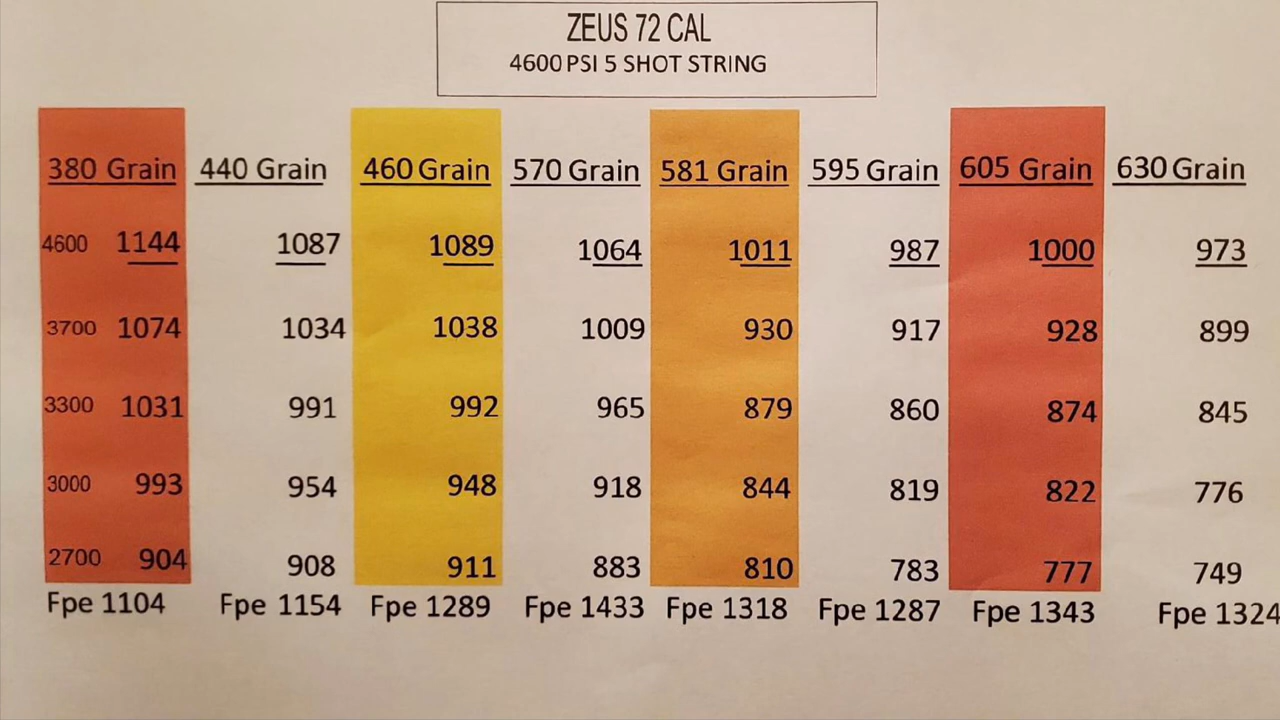 ZEUS 72 CAL
4600 PSI 5 SHOT STRING
380 Grain 440 Grain 460 Grain 570 Grain 581 Grain 595 Grain 605 Grain 630 Grain
4600 1144 1087 1089 1064 1011 987 1000 973
3700 1074 1034 1038 1009 930 917 928 899
3300 1031 991 992 965 879 860 874 845
3000 993 954 948 918 844 819 822 776
2700 904 908 911 883 810 783 777 749
Fpe 1104 Fpe 1154 Fpe 1289 Fpe 1433 Fpe 1318 Fpe 1287 Fpe 1343 Fpe 1324